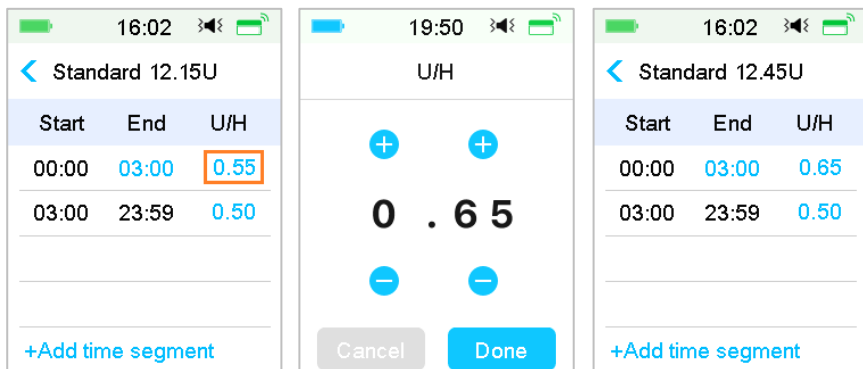 16:02
Standard 12.15U
Start End U/H
00:00 03:00 0.55
03:00 23:59 0.50
+Add time segment
19:50
U/H
0 . 65
Cancel Done
16:02
Standard 12.45U
Start End U/H
00:00 03:00 0.65
03:00 23:59 0.50
+Add time segment